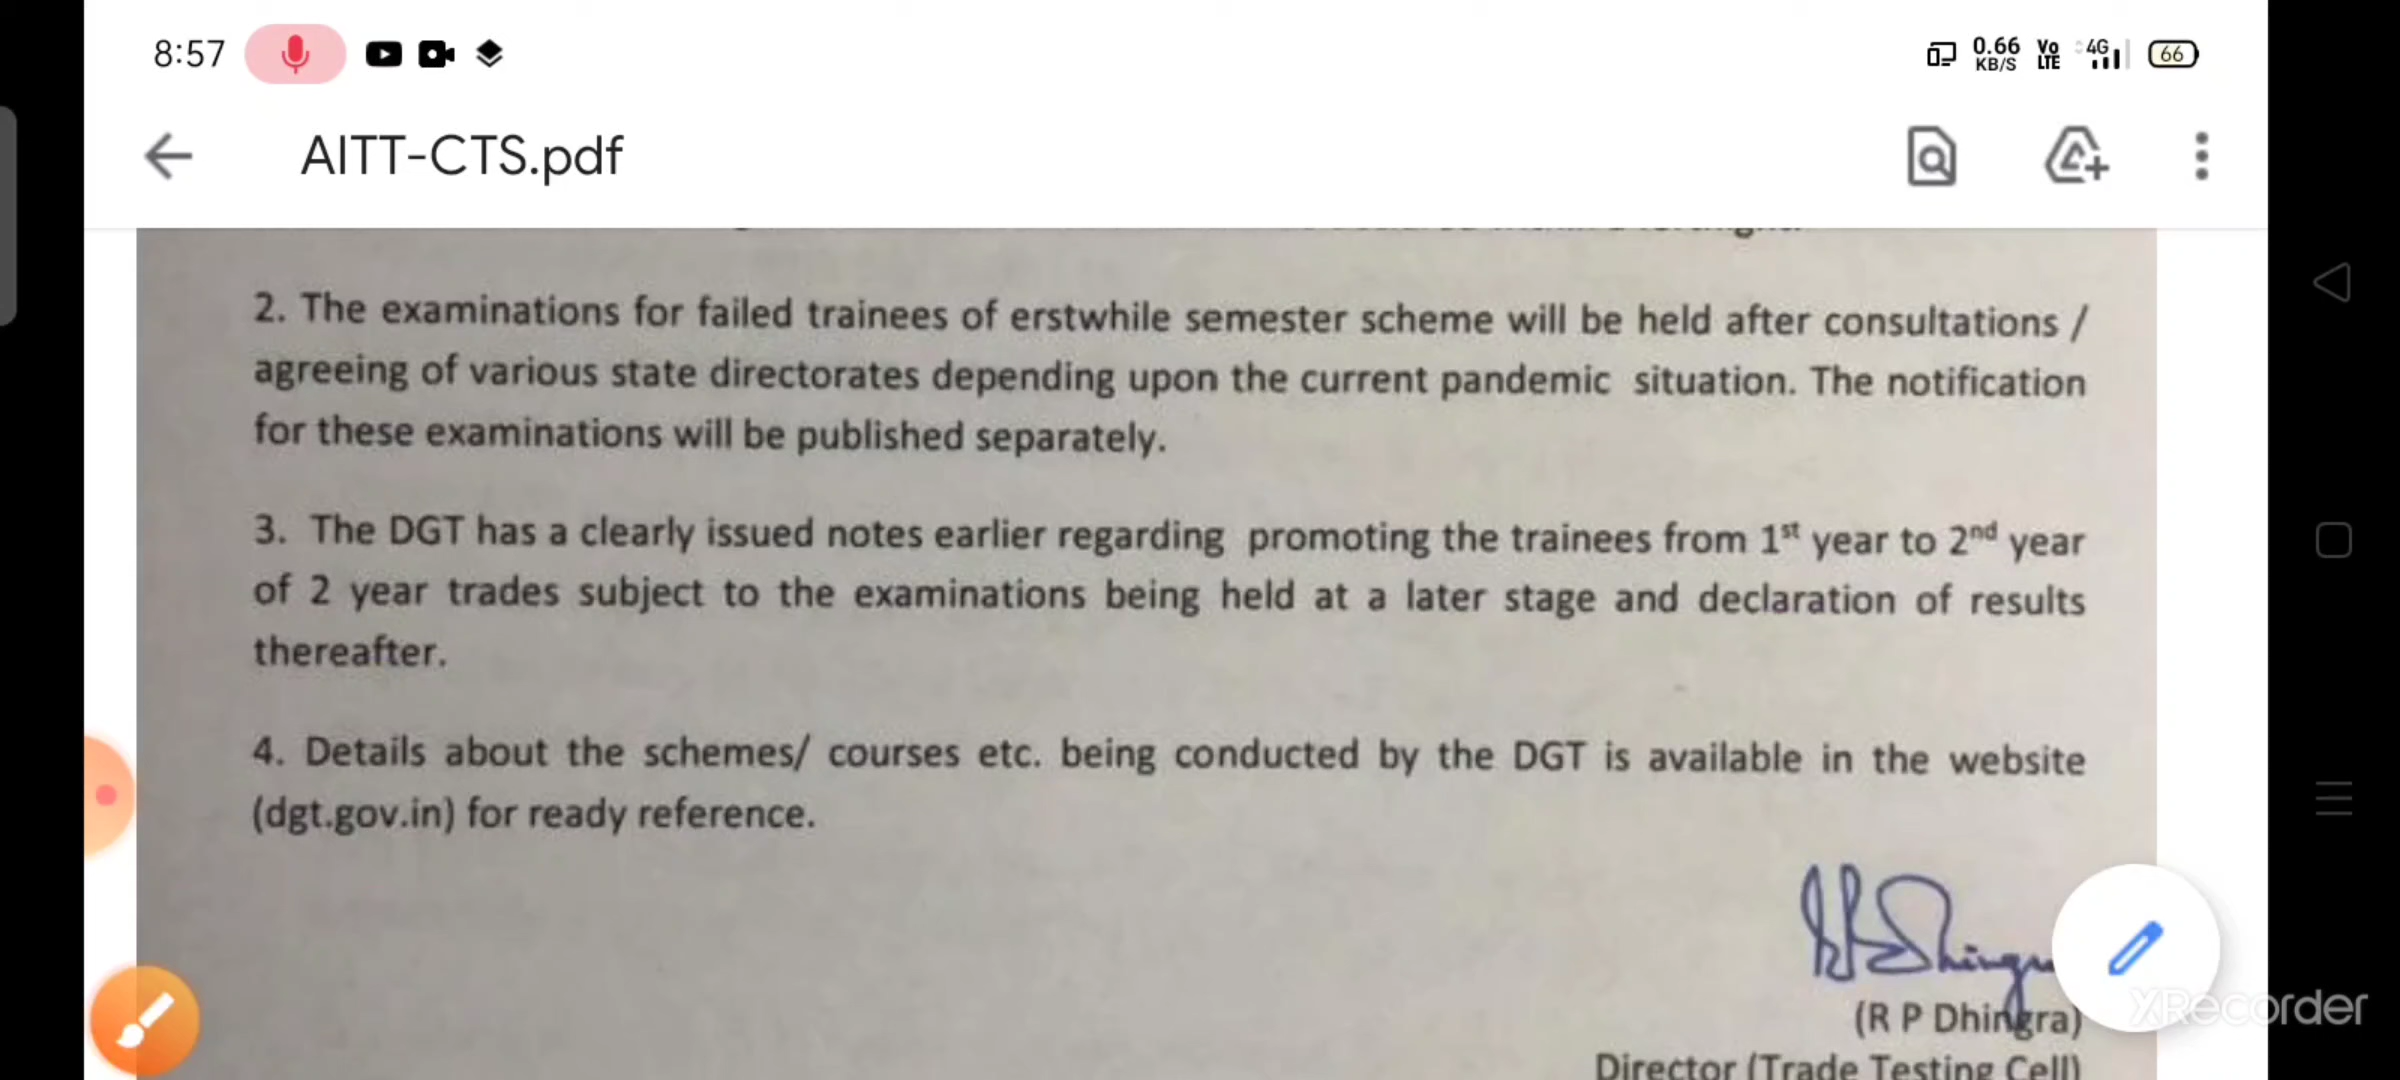 8:57
0.66
KB/S
Vo
LTE
4G
66
AITT-CTS.pdf
2. The examinations for failed trainees of erstwhile semester scheme will be held after consultations /
agreeing of various state directorates depending upon the current pandemic situation. The notification
for these examinations will be published separately.
3. The DGT has a clearly issued notes earlier regarding promoting the trainees from 1st year to 2nd year
of 2 year trades subject to the examinations being held at a later stage and declaration of results
thereafter.
4. Details about the schemes/ courses etc. being conducted by the DGT is available in the website
(dgt.gov.in) for ready reference.
(R P Dhingra)
XRecorder
Director (Trade Testing Cell)